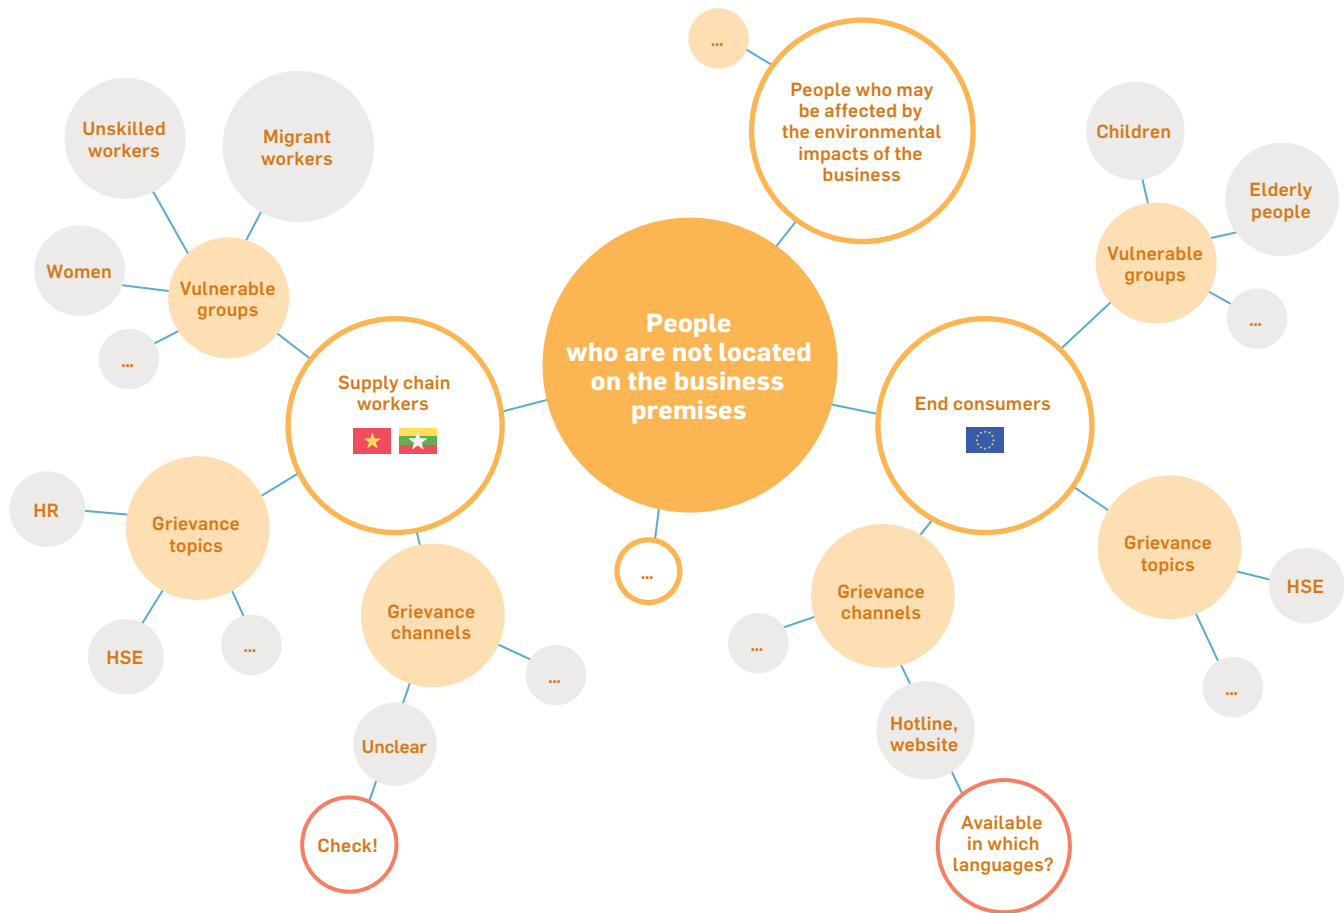 ...
People who may
be affected by
the environmental
impacts of the
business
Children
Elderly
people
Vulnerable
groups
...
Unskilled
workers
Migrant
workers
Women
Vulnerable
groups
...
People
who are not located
on the business
premises
Supply chain
workers
End consumers
HR
Grievance
topics
HSE
...
Grievance
channels
...
Unclear
Check!
...
Grievance
channels
...
Hotline,
website
Available
in which
languages?
Grievance
topics
HSE
...